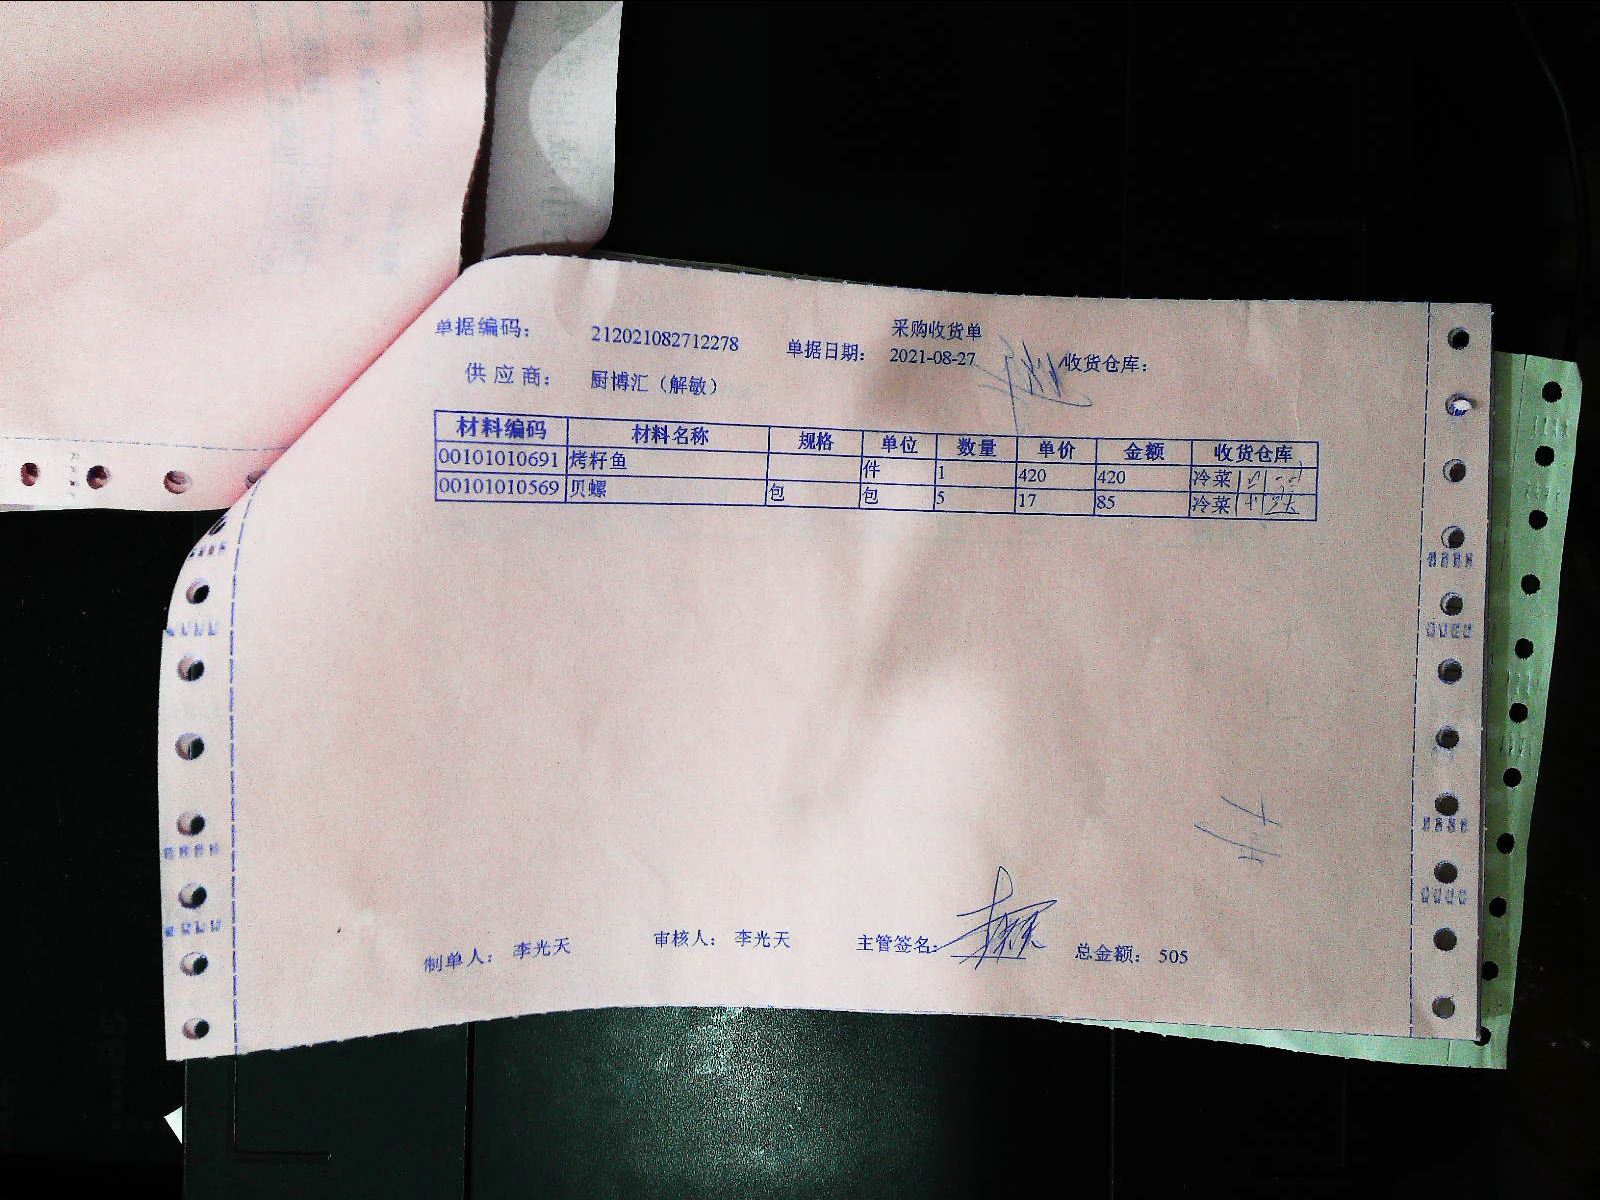 采购收货单
单据编码: 212021082712278 单据日期: 2021-08-27 收货仓库:
供应商: 厨博汇（解敏）
材料编码 材料名称 规格 单位 数量 单价 金额 收货仓库
00101010691 烤籽鱼 件 1 420 420 冷菜
00101010569 贝螺 包 包 5 17 85 冷菜
制单人: 李光天 审核人: 李光天 主管签名: 总金额: 505